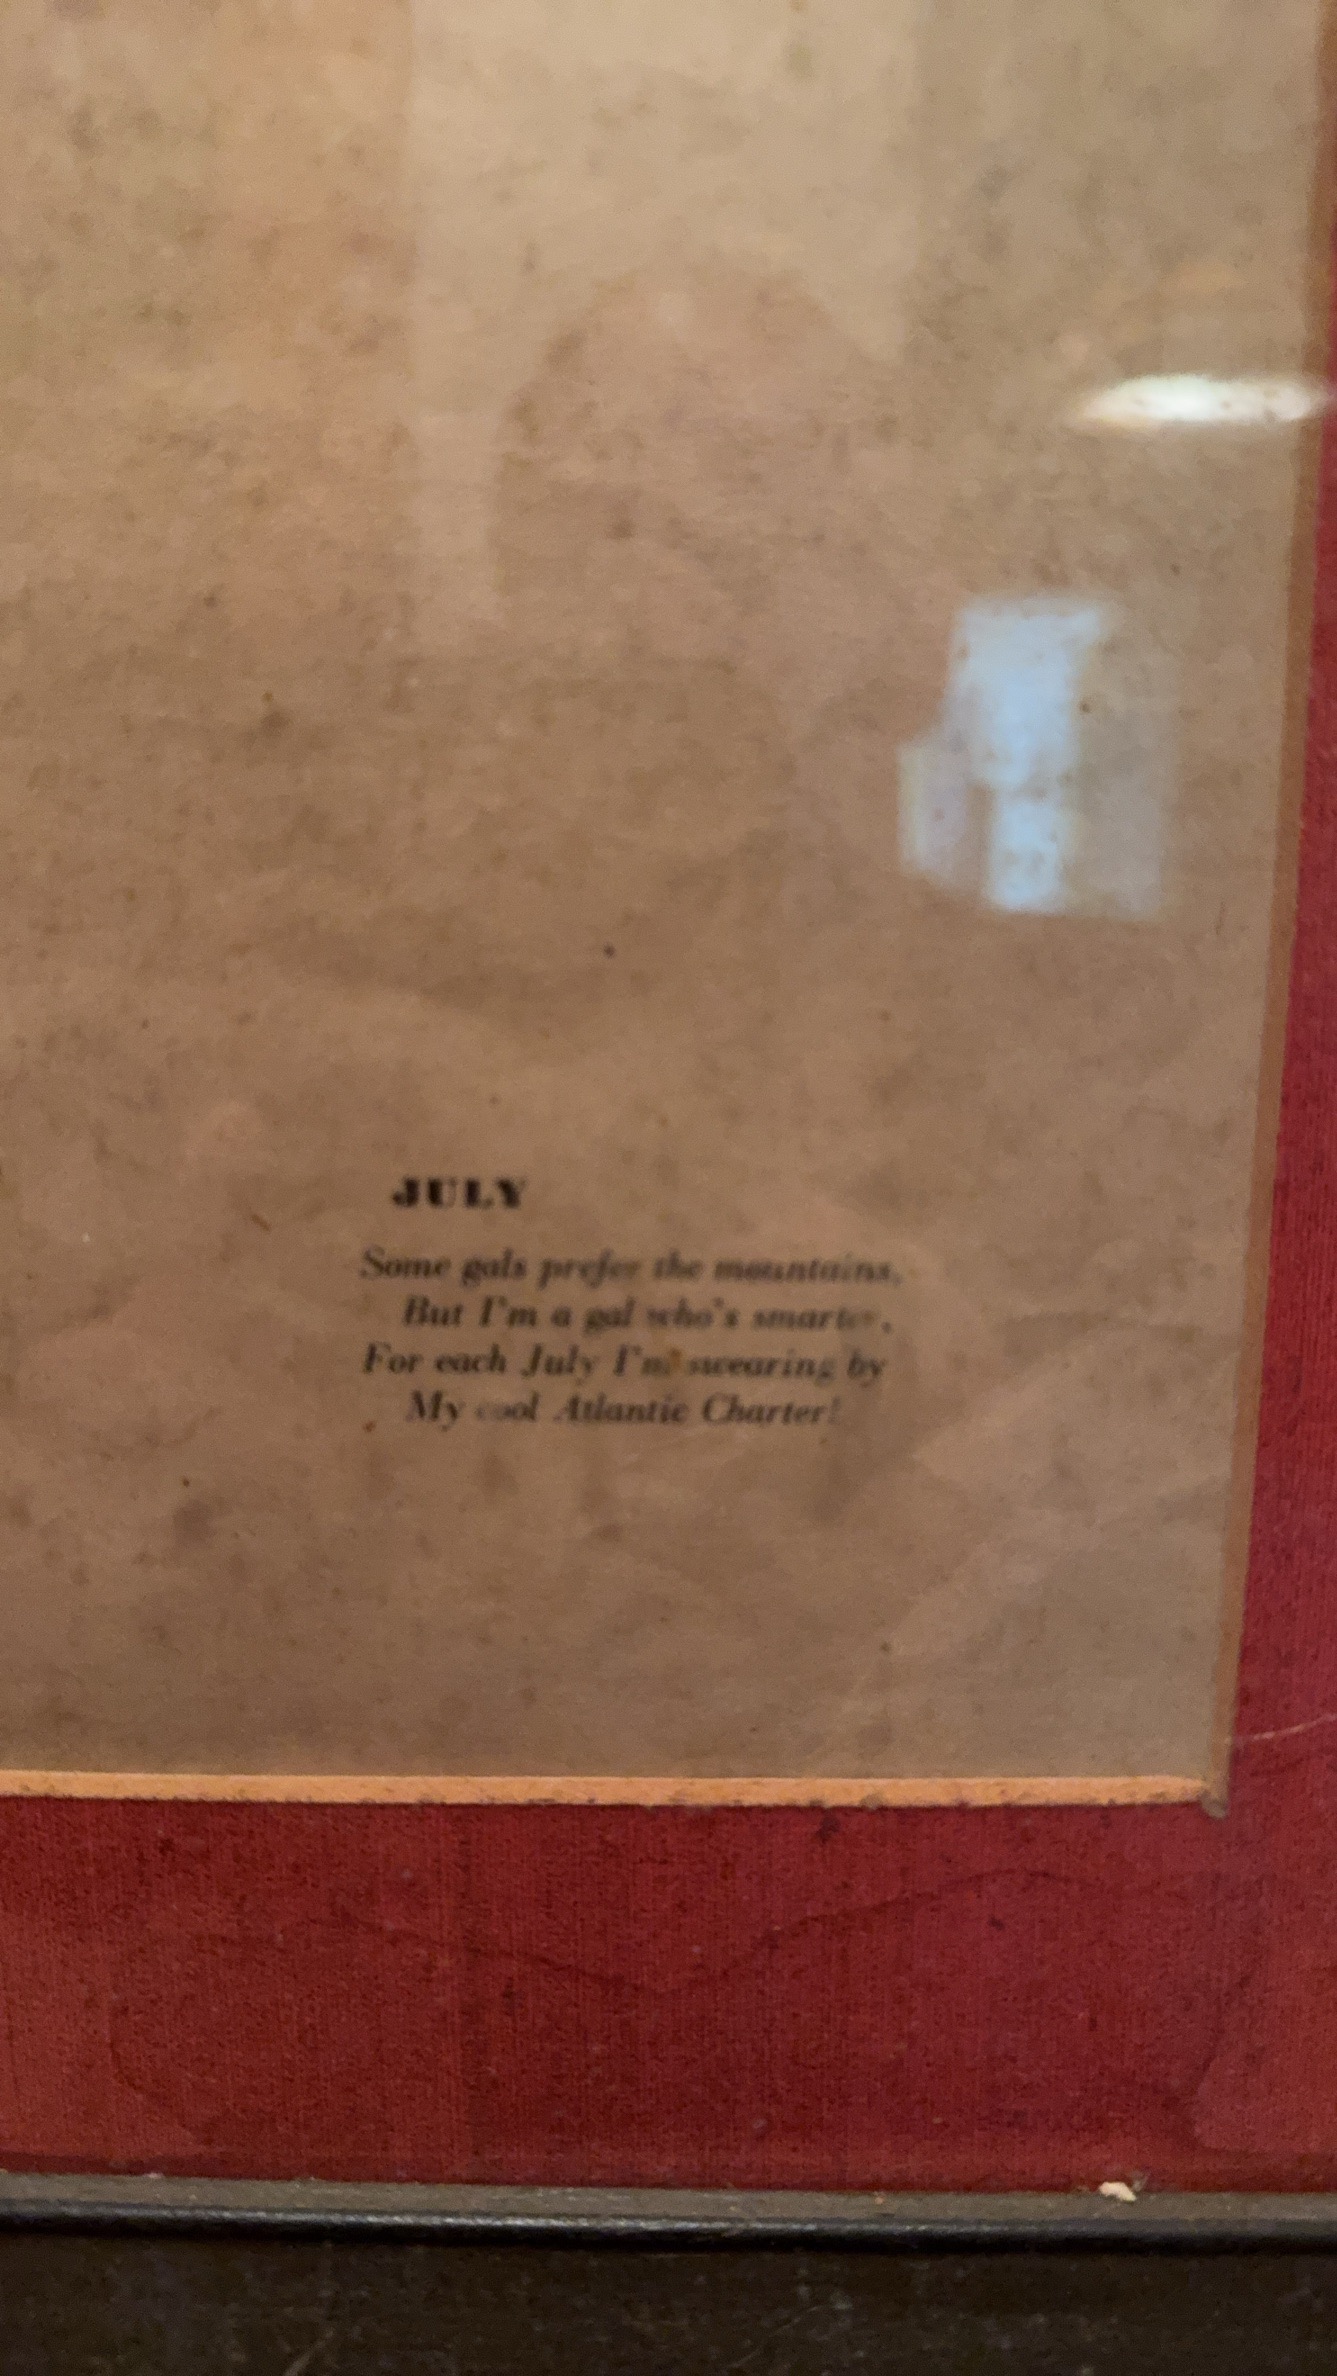 JULY
Some gals prefer the mountains,
But I'm a gal who's smarter,
For each July I'm swearing by
My cool Atlantic Charter!